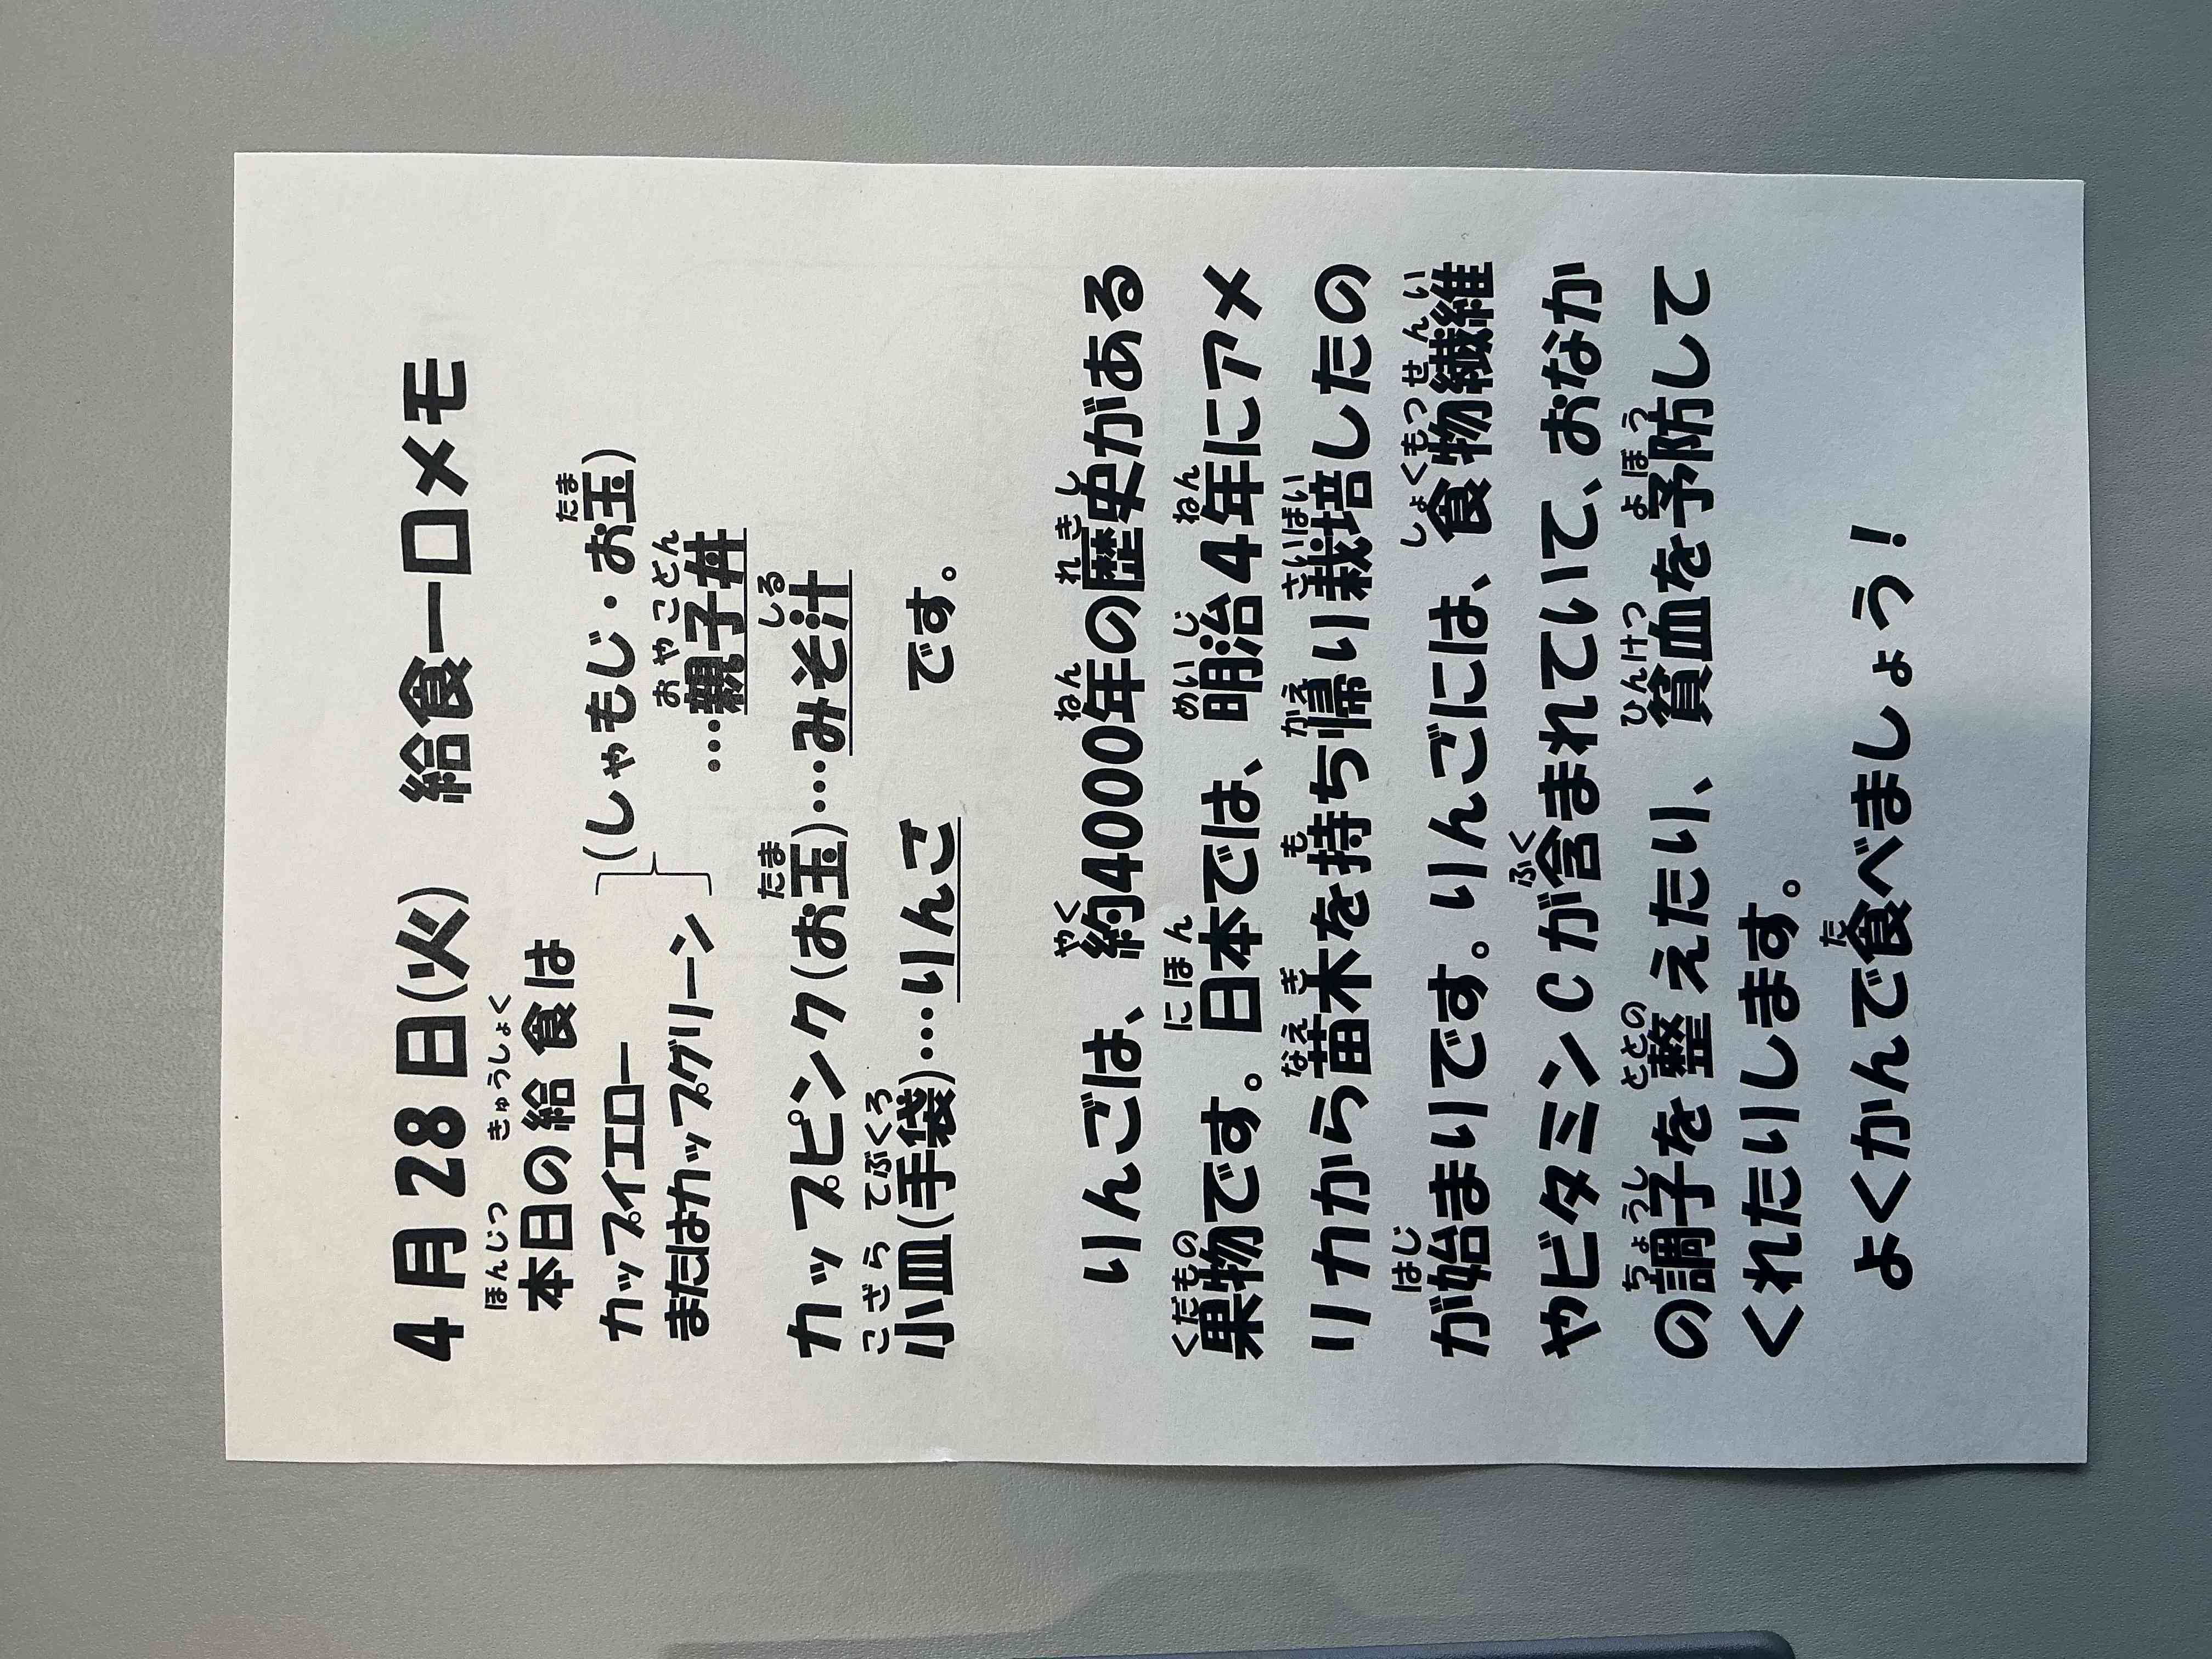 4月28日(火)　給食一口メモ
本日の給食は
カップイエロー
またはカップグリーン
(しゃもじ・お玉)
…親子丼
カップピンク(お玉)…みそ汁
小皿(手袋)…りんご　です。
りんごは、約4000年の歴史がある
果物です。日本では、明治4年にアメ
リカから苗木を持ち帰い栽培したの
が始まりです。りんごには、食物繊維
やビタミンCが含まれていて、おなか
の調子を整えたり、貧血を予防して
くれたりします。
よくかんで食べましょう！